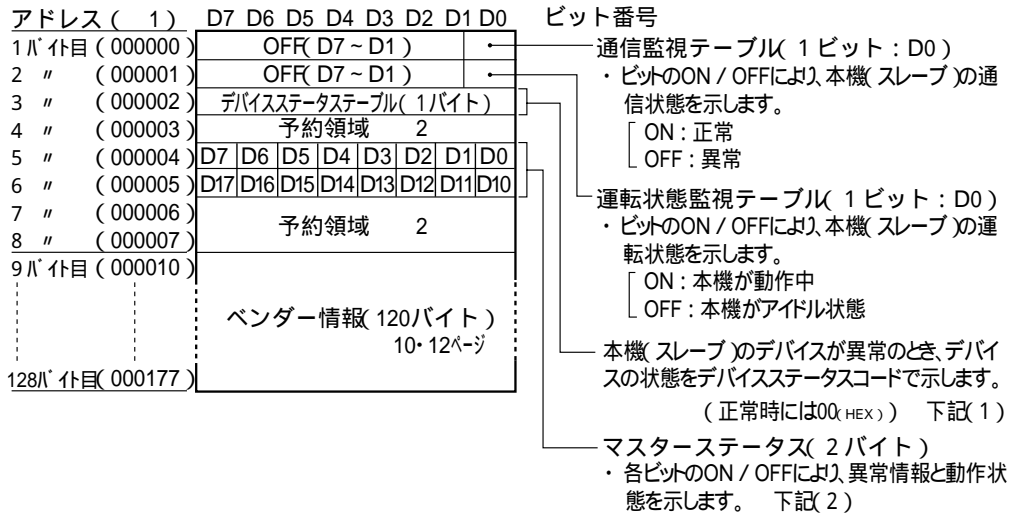 アドレス( 1) D7 D6 D5 D4 D3 D2 D1 D0 ビット番号
1バイト目(000000) OFF(D7~D1)
2 〃 (000001) OFF(D7~D1)
3 〃 (000002) デバイスステータステーブル(1バイト)
4 〃 (000003) 予約領域 2
5 〃 (000004) D7 D6 D5 D4 D3 D2 D1 D0
6 〃 (000005) D17 D16 D15 D14 D13 D12 D11 D10
7 〃 (000006)
予約領域 2
8 〃 (000007)
9バイト目(000010)
ベンダー情報(120バイト)
10・12ページ
128バイト目(000177)
通信監視テーブル(1ビット:D0)
・ビットのON/OFFにより、本機(スレーブ)の通
信状態を示します。
ON:正常
OFF:異常
運転状態監視テーブル(1ビット:D0)
・ビットのON/OFFにより、本機(スレーブ)の運
転状態を示します。
ON:本機が動作中
OFF:本機がアイドル状態
本機(スレーブ)のデバイスが異常のとき、デバイ
スの状態をデバイスステータスコードで示します。
(正常時には00(HEX)) 下記(1)
マスターステータス(2バイト)
・各ビットのON/OFFにより、異常情報と動作状
態を示します。 下記(2)